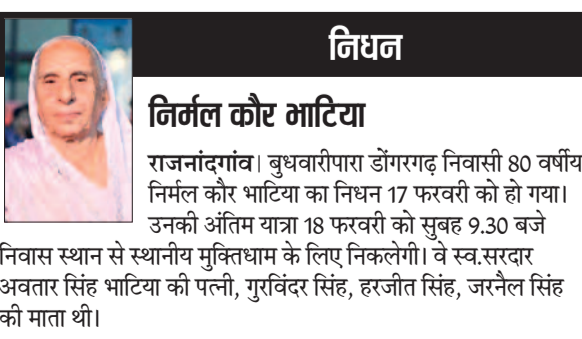 निधन
निर्मल कौर भाटिया
राजनांदगांव। बुधवारीपारा डोंगरगढ़ निवासी 80 वर्षीय
निर्मल कौर भाटिया का निधन 17 फरवरी को हो गया।
उनकी अंतिम यात्रा 18 फरवरी को सुबह 9.30 बजे
निवास स्थान से स्थानीय मुक्तिधाम के लिए निकलेगी। वे स्व.सरदार
अवतार सिंह भाटिया की पत्नी, गुरविंदर सिंह, हरजीत सिंह, जरनैल सिंह
की माता थी।